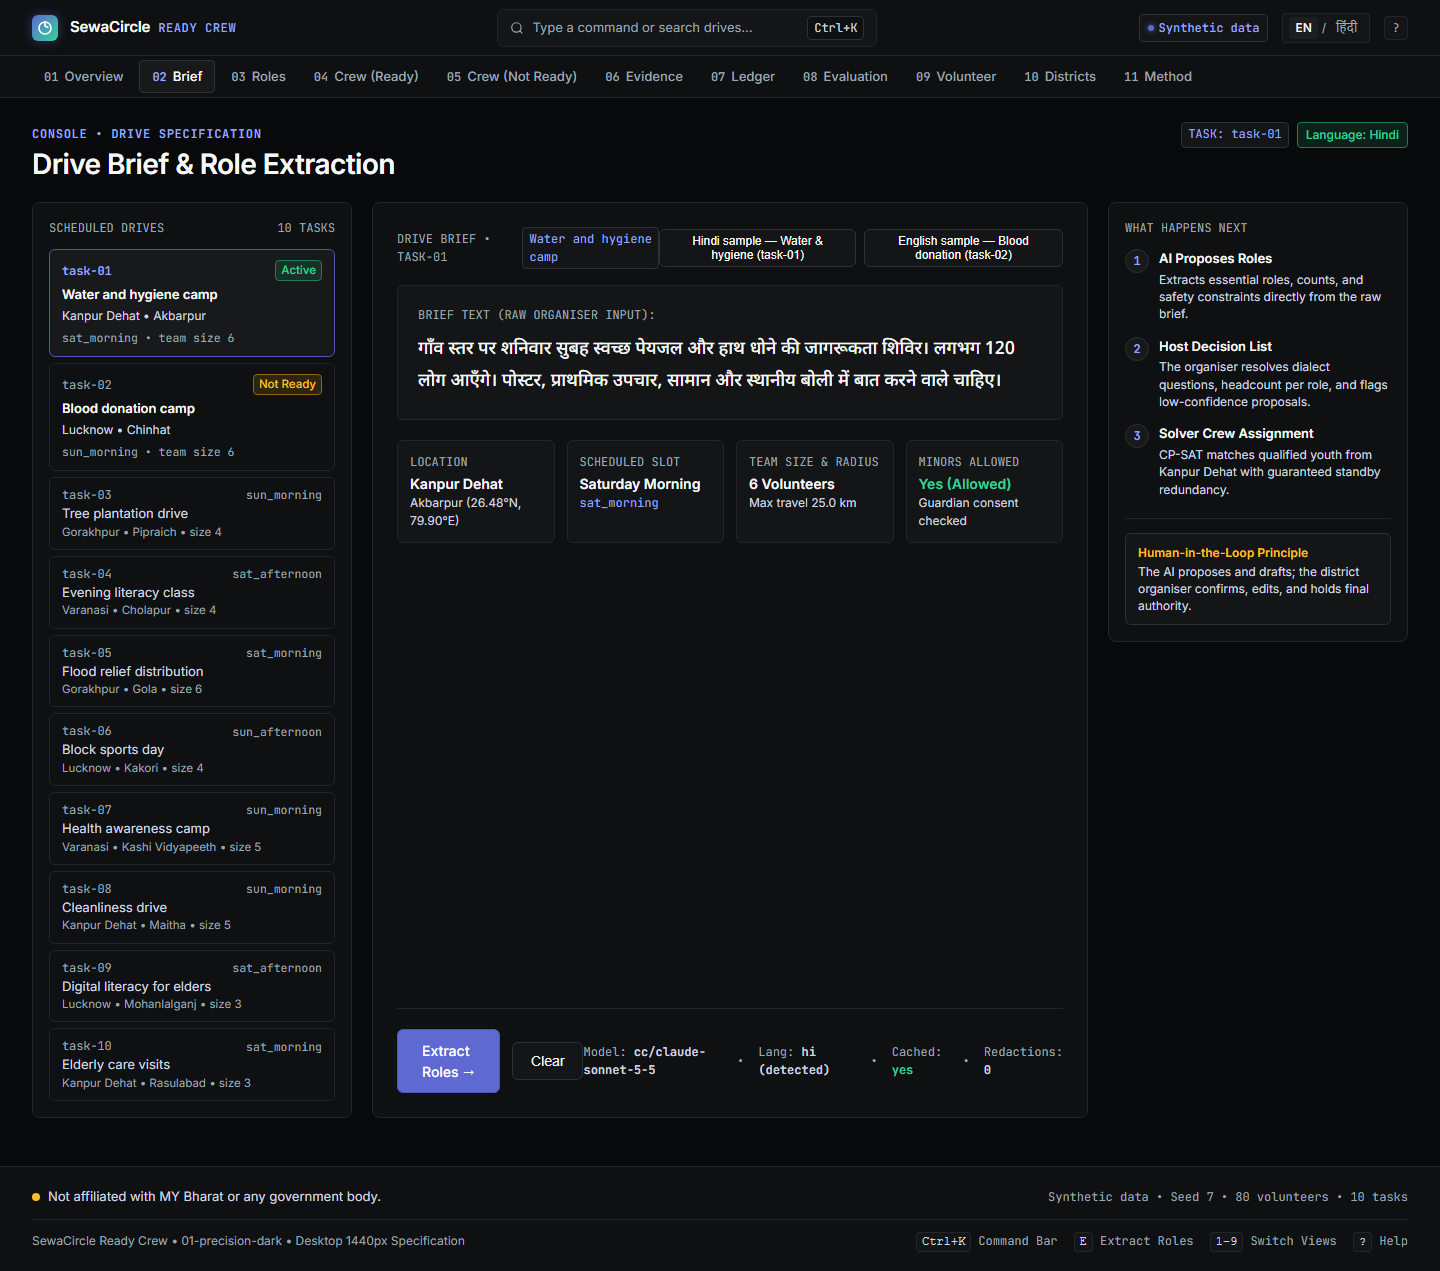 SewaCircle READY CREW
Type a command or search drives... Ctrl+K
Synthetic data
EN / हिंदी
?
01 Overview 02 Brief 03 Roles 04 Crew (Ready) 05 Crew (Not Ready) 06 Evidence 07 Ledger 08 Evaluation 09 Volunteer 10 Districts 11 Method
CONSOLE • DRIVE SPECIFICATION
Drive Brief & Role Extraction
TASK: task-01
Language: Hindi
SCHEDULED DRIVES 10 TASKS
task-01 Active
Water and hygiene camp
Kanpur Dehat • Akbarpur
sat_morning • team size 6
task-02 Not Ready
Blood donation camp
Lucknow • Chinhat
sun_morning • team size 6
task-03 sun_morning
Tree plantation drive
Gorakhpur • Pipraich • size 4
task-04 sat_afternoon
Evening literacy class
Varanasi • Cholapur • size 4
task-05 sat_morning
Flood relief distribution
Gorakhpur • Gola • size 6
task-06 sun_afternoon
Block sports day
Lucknow • Kakori • size 4
task-07 sun_morning
Health awareness camp
Varanasi • Kashi Vidyapeeth • size 5
task-08 sun_morning
Cleanliness drive
Kanpur Dehat • Maitha • size 5
task-09 sat_afternoon
Digital literacy for elders
Lucknow • Mohanlalganj • size 3
task-10 sat_morning
Elderly care visits
Kanpur Dehat • Rasulabad • size 3
DRIVE BRIEF •
TASK-01
Water and hygiene
camp
Hindi sample — Water &
hygiene (task-01)
English sample — Blood
donation (task-02)
BRIEF TEXT (RAW ORGANISER INPUT):
गाँव स्तर पर शनिवार सुबह स्वच्छ पेयजल और हाथ धोने की जागरूकता शिविर। लगभग 120
लोग आएँगे। पोस्टर, प्राथमिक उपचार, सामान और स्थानीय बोली में बात करने वाले चाहिए।
LOCATION
Kanpur Dehat
Akbarpur (26.48°N,
79.90°E)
SCHEDULED SLOT
Saturday Morning
sat_morning
TEAM SIZE & RADIUS
6 Volunteers
Max travel 25.0 km
MINORS ALLOWED
Yes (Allowed)
Guardian consent
checked
Extract
Roles →
Clear
Model: cc/claude-
sonnet-5-5
•
Lang: hi
(detected)
•
Cached:
yes
•
Redactions:
0
WHAT HAPPENS NEXT
1 AI Proposes Roles
Extracts essential roles, counts, and
safety constraints directly from the raw
brief.
2 Host Decision List
The organiser resolves dialect
questions, headcount per role, and flags
low-confidence proposals.
3 Solver Crew Assignment
CP-SAT matches qualified youth from
Kanpur Dehat with guaranteed standby
redundancy.
Human-in-the-Loop Principle
The AI proposes and drafts; the district
organiser confirms, edits, and holds final
authority.
Not affiliated with MY Bharat or any government body.
Synthetic data • Seed 7 • 80 volunteers • 10 tasks
SewaCircle Ready Crew • 01-precision-dark • Desktop 1440px Specification
Ctrl+K Command Bar E Extract Roles 1–9 Switch Views ? Help